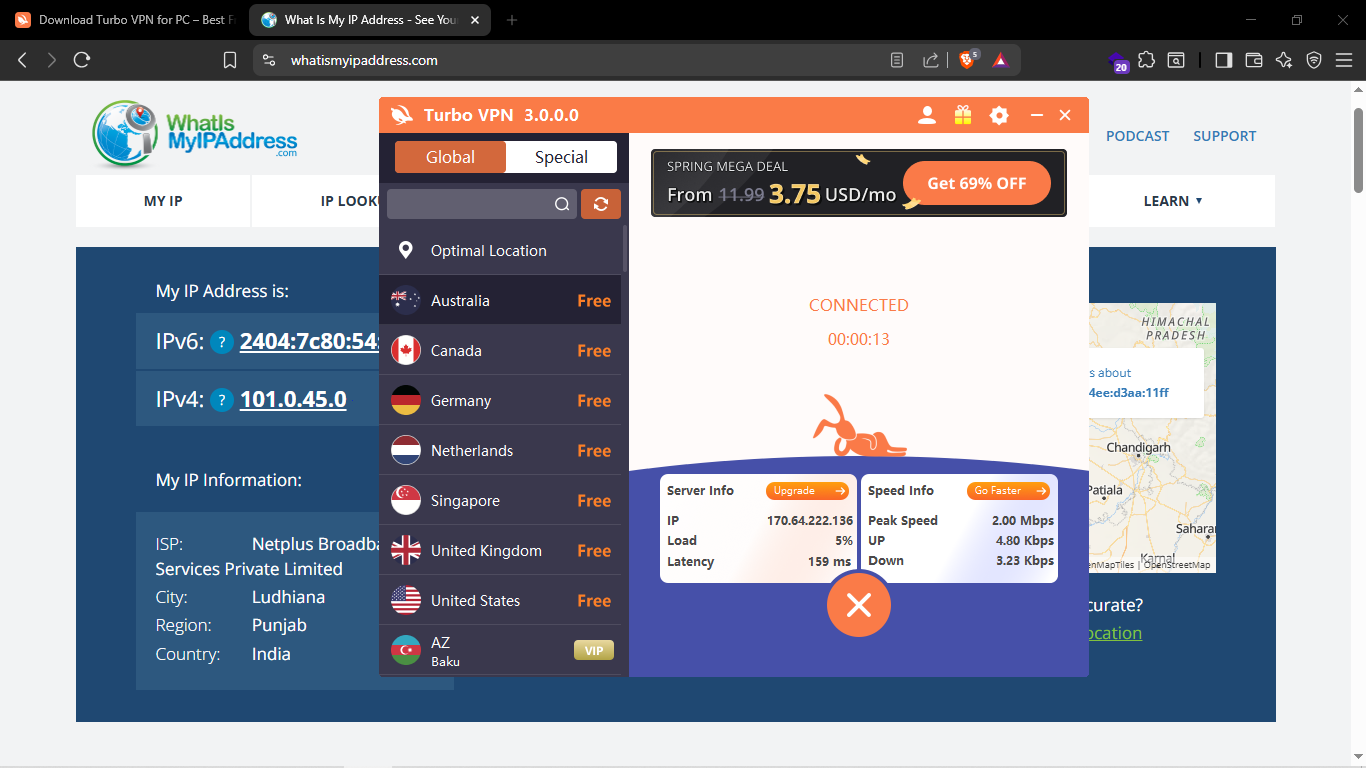 Download Turbo VPN for PC – Best F
What Is My IP Address - See You
whatismyipaddress.com
5
20
WhatIs
MyIPAddress
.com
PODCAST
SUPPORT
MY IP
IP LOOK
LEARN
My IP Address is:
IPv6: ? 2404:7c80:54:
IPv4: ? 101.0.45.0
My IP Information:
ISP: Netplus Broadba
Services Private Limited
City: Ludhiana
Region: Punjab
Country: India
Turbo VPN 3.0.0.0
Global
Special
Optimal Location
Australia Free
Canada Free
Germany Free
Netherlands Free
Singapore Free
United Kingdom Free
United States Free
AZ
Baku
VIP
SPRING MEGA DEAL
From 11.99 3.75 USD/mo
Get 69% OFF
CONNECTED
00:00:13
Server Info Upgrade
IP 170.64.222.136
Load 5%
Latency 159 ms
Speed Info Go Faster
Peak Speed 2.00 Mbps
UP 4.80 Kbps
Down 3.23 Kbps
HIMACHAL
PRADESH
s about
4ee:d3aa:11ff
Chandigarh
Patiala
Sahara
Karnal
enMapTiles | OpenStreetMap
curate?
ocation